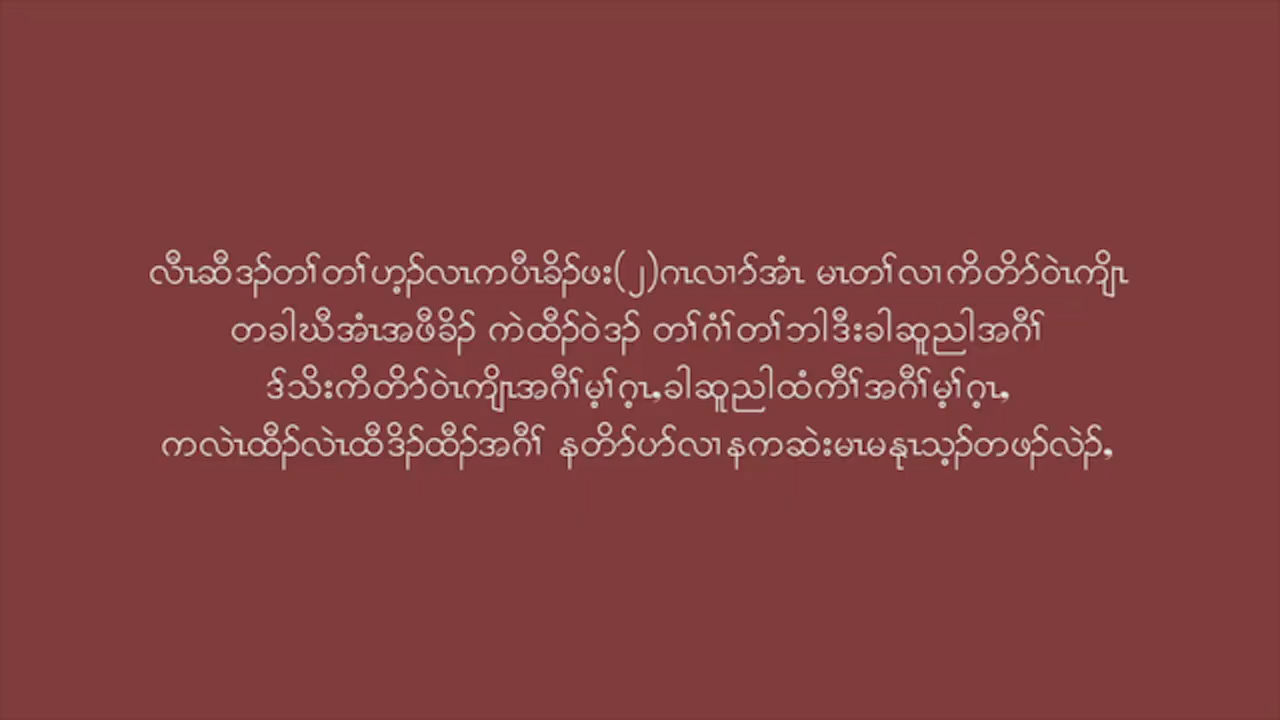 လီၤဆီဒၣ်တၢ်တၢ်ဟ့ၣ်လၤကပီၤခိၣ်ဖး(၂)ဂၤလၢာ်အံၤ မၤတၢ်လၢကိတိာ်ဝဲၤကျိၤ
တခါဃီအံၤအဖီခိၣ် ကဲထီၣ်ဝဲဒၣ် တၢ်ဂံၢ်တၢ်ဘါဒီးခါဆူညါအဂီၢ်
ဒ်သိးကိတိာ်ဝဲၤကျိၤအဂီၢ်မ့ၢ်ဂ့ၤ,ခါဆူညါထံကီၢ်အဂီၢ်မ့ၢ်ဂ့ၤ,
ကလဲၤထီၣ်လဲၤထီဒိၣ်ထီၣ်အဂီၢ် နတိာ်ဟာ်လၢနကဆဲးမၤမနုၤသ့ၣ်တဖၣ်လဲၣ်,